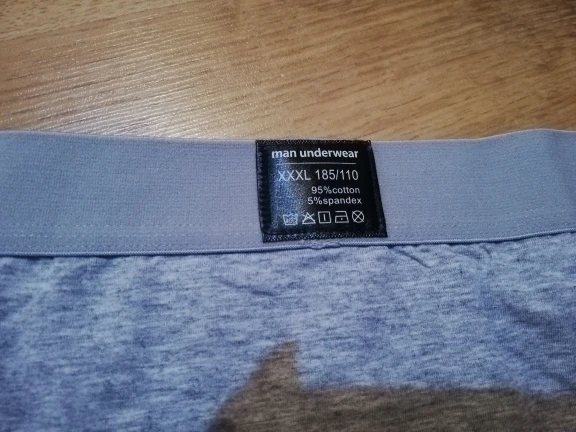 man underwear
XXXL 185/110
95%cotton
5%spandex